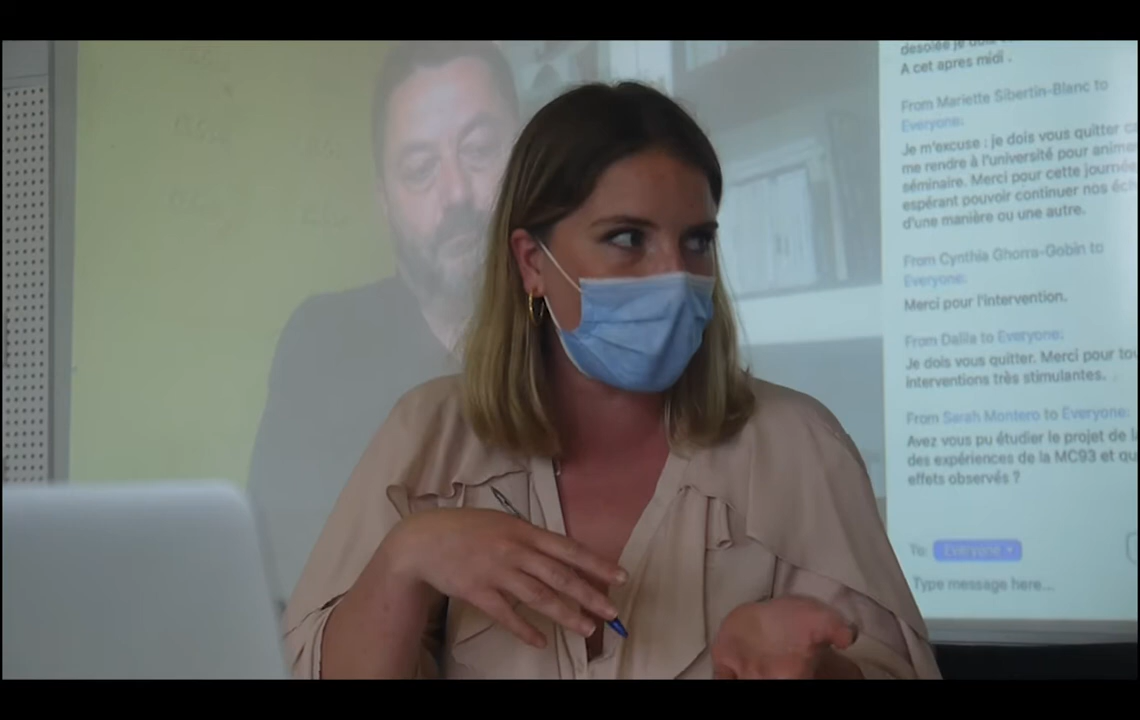 desolée je dois
A cet apres midi .
From Mariette Sibertin-Blanc to
Everyone:
Je m'excuse : je dois vous quitter
me rendre à l'université pour
séminaire. Merci pour cette journée
espérant pouvoir continuer nos
d'une manière ou une autre.
From Cynthia Ghorra-Gobin to
Everyone:
Merci pour l'intervention.
From Dalila to Everyone:
Je dois vous quitter. Merci pour
interventions très stimulantes.
From Sarah Montero to Everyone:
Avez vous pu étudier le projet de
des expériences de la MC93 et
effets observés ?
To: Everyone
Type message here...